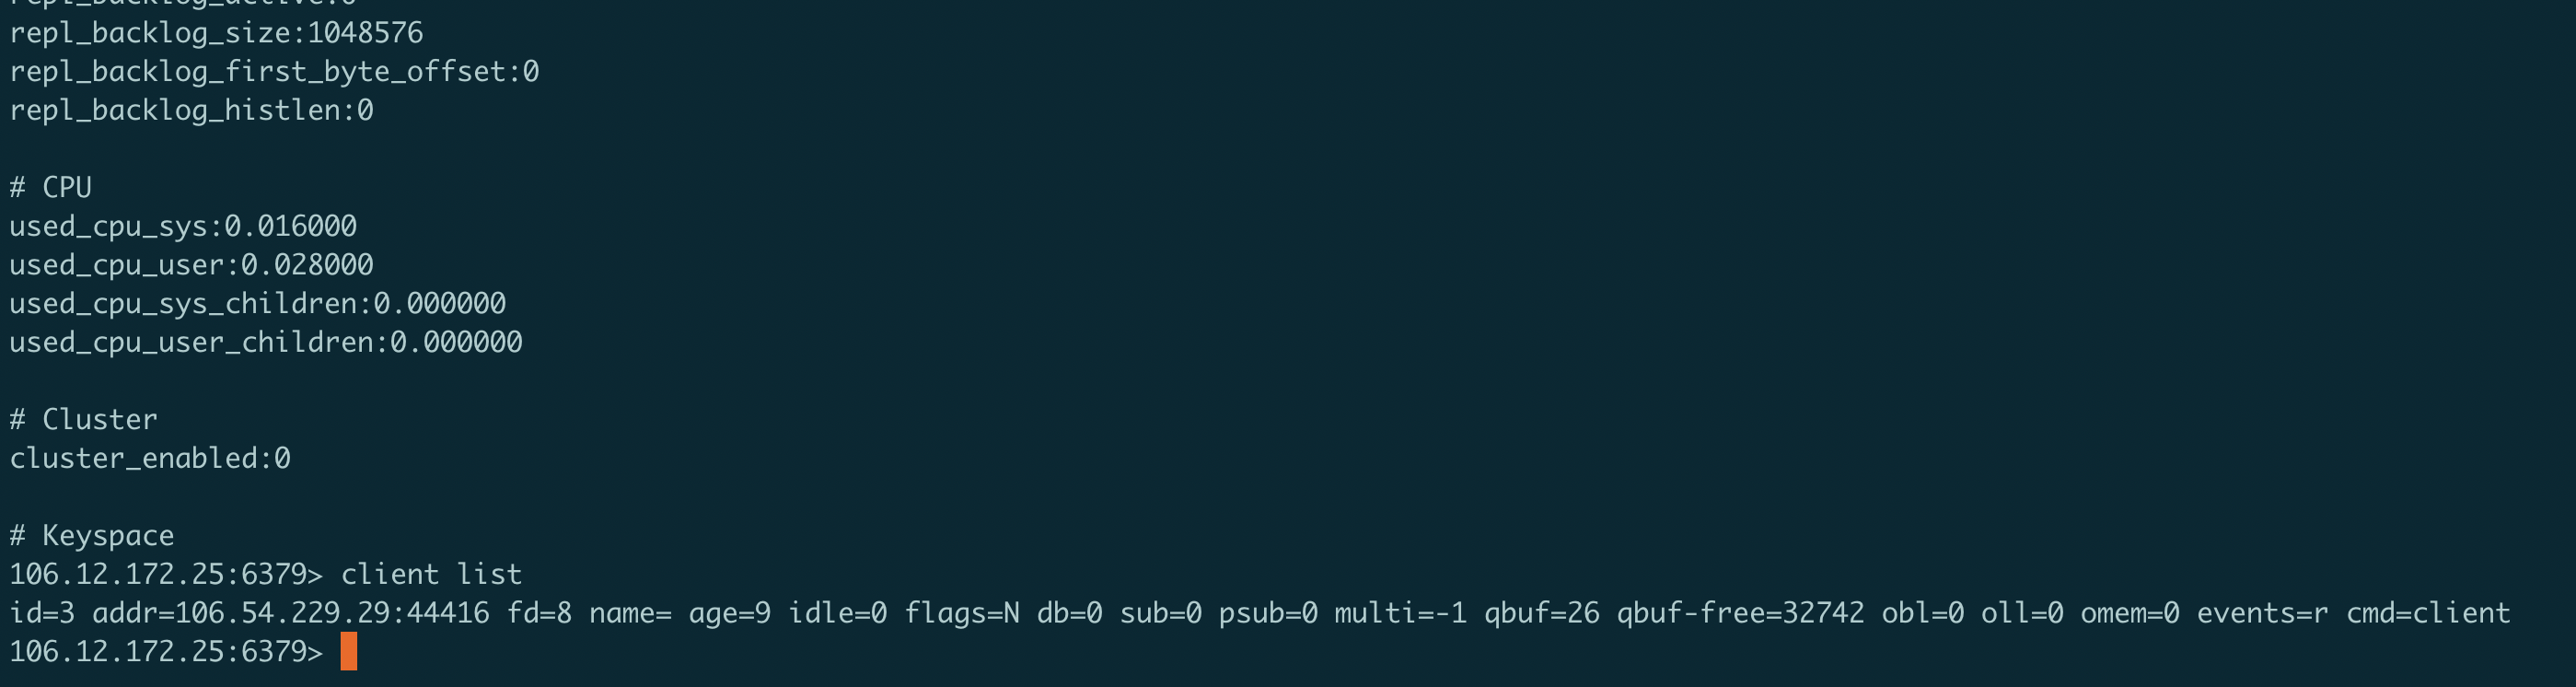 repl_backlog_active:0
repl_backlog_size:1048576
repl_backlog_first_byte_offset:0
repl_backlog_histlen:0
# CPU
used_cpu_sys:0.016000
used_cpu_user:0.028000
used_cpu_sys_children:0.000000
used_cpu_user_children:0.000000
# Cluster
cluster_enabled:0
# Keyspace
106.12.172.25:6379> client list
id=3 addr=106.54.229.29:44416 fd=8 name= age=9 idle=0 flags=N db=0 sub=0 psub=0 multi=-1 qbuf=26 qbuf-free=32742 obl=0 oll=0 omem=0 events=r cmd=client
106.12.172.25:6379>